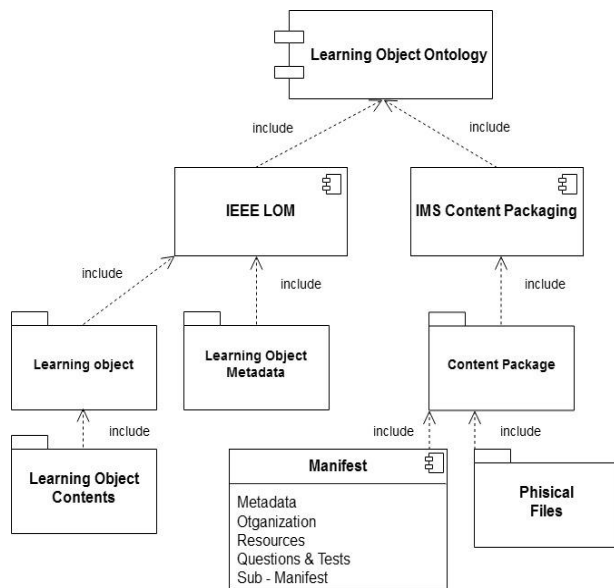 Learning Object Ontology
include
include
IEEE LOM
IMS Content Packaging
include
include
include
Learning object
Learning Object
Metadata
Content Package
include
include
include
Learning Object
Contents
Manifest
Metadata
Otganization
Resources
Questions & Tests
Sub - Manifest
Phisical
Files